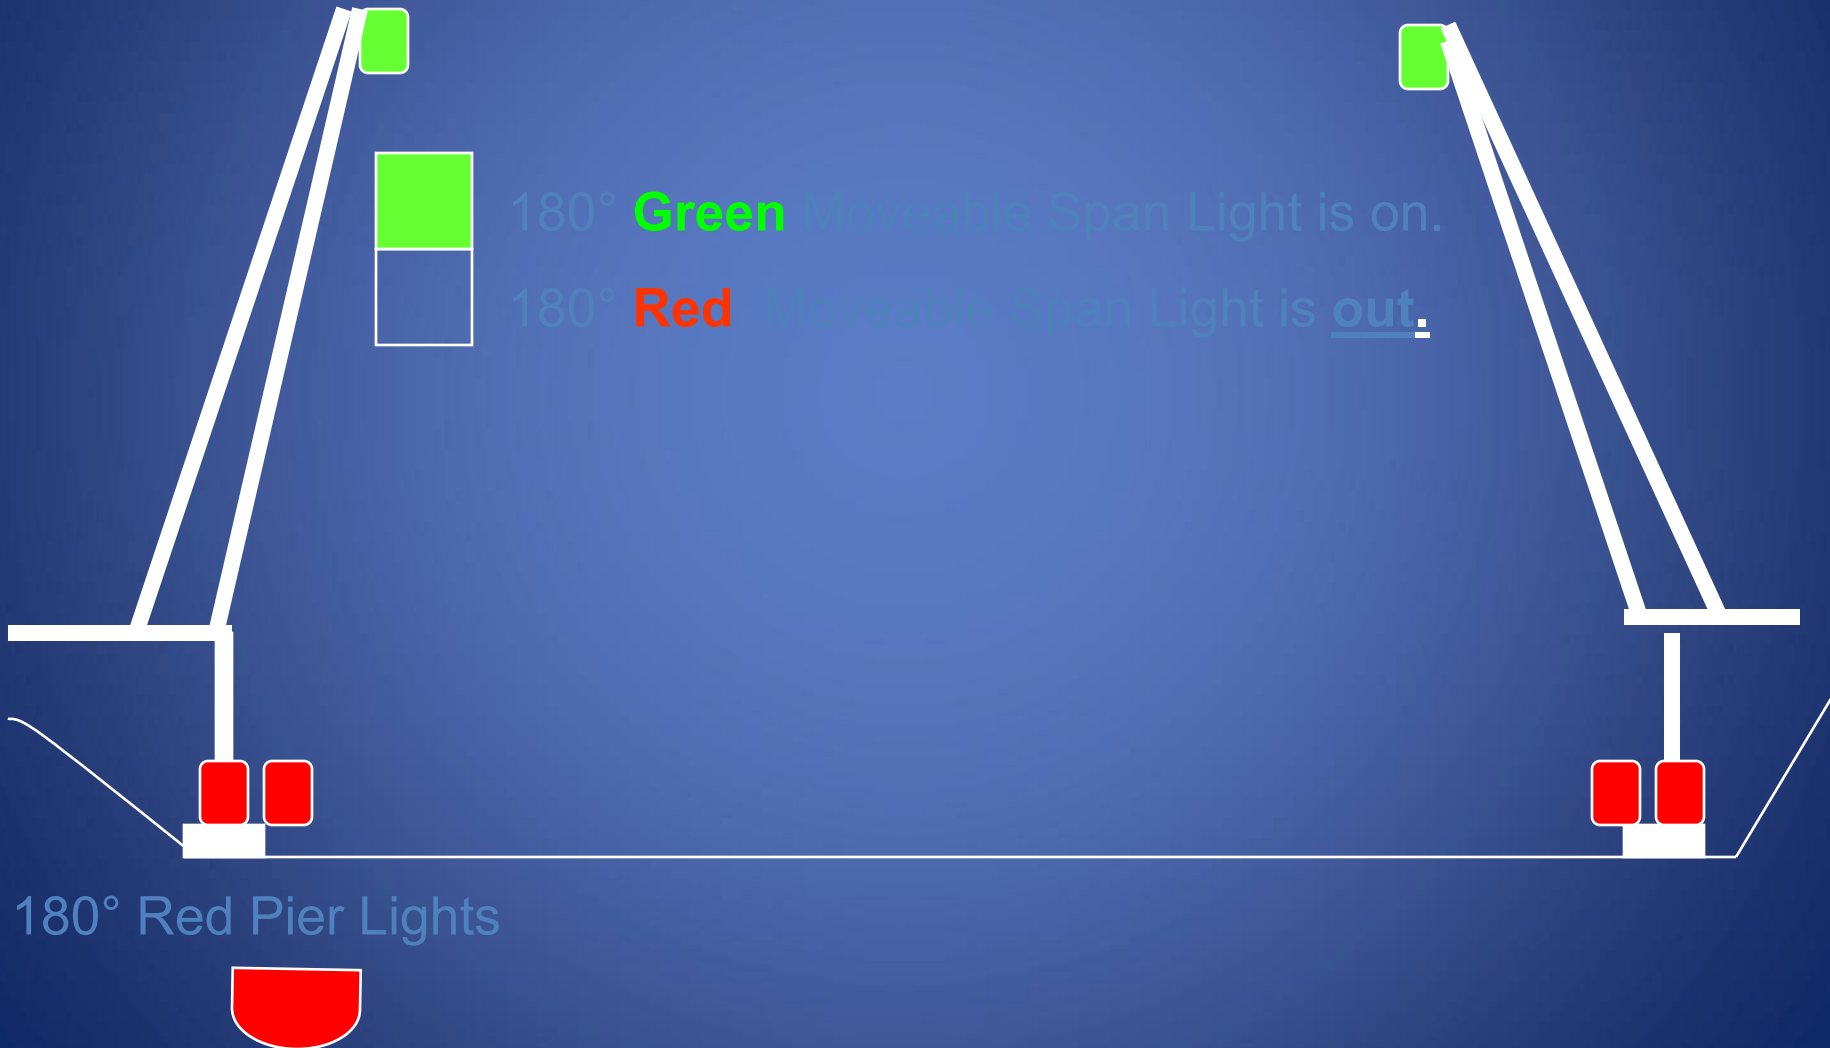 180° Green Moveable Span Light is on.
180° Red Moveable Span Light is out.
180° Red Pier Lights